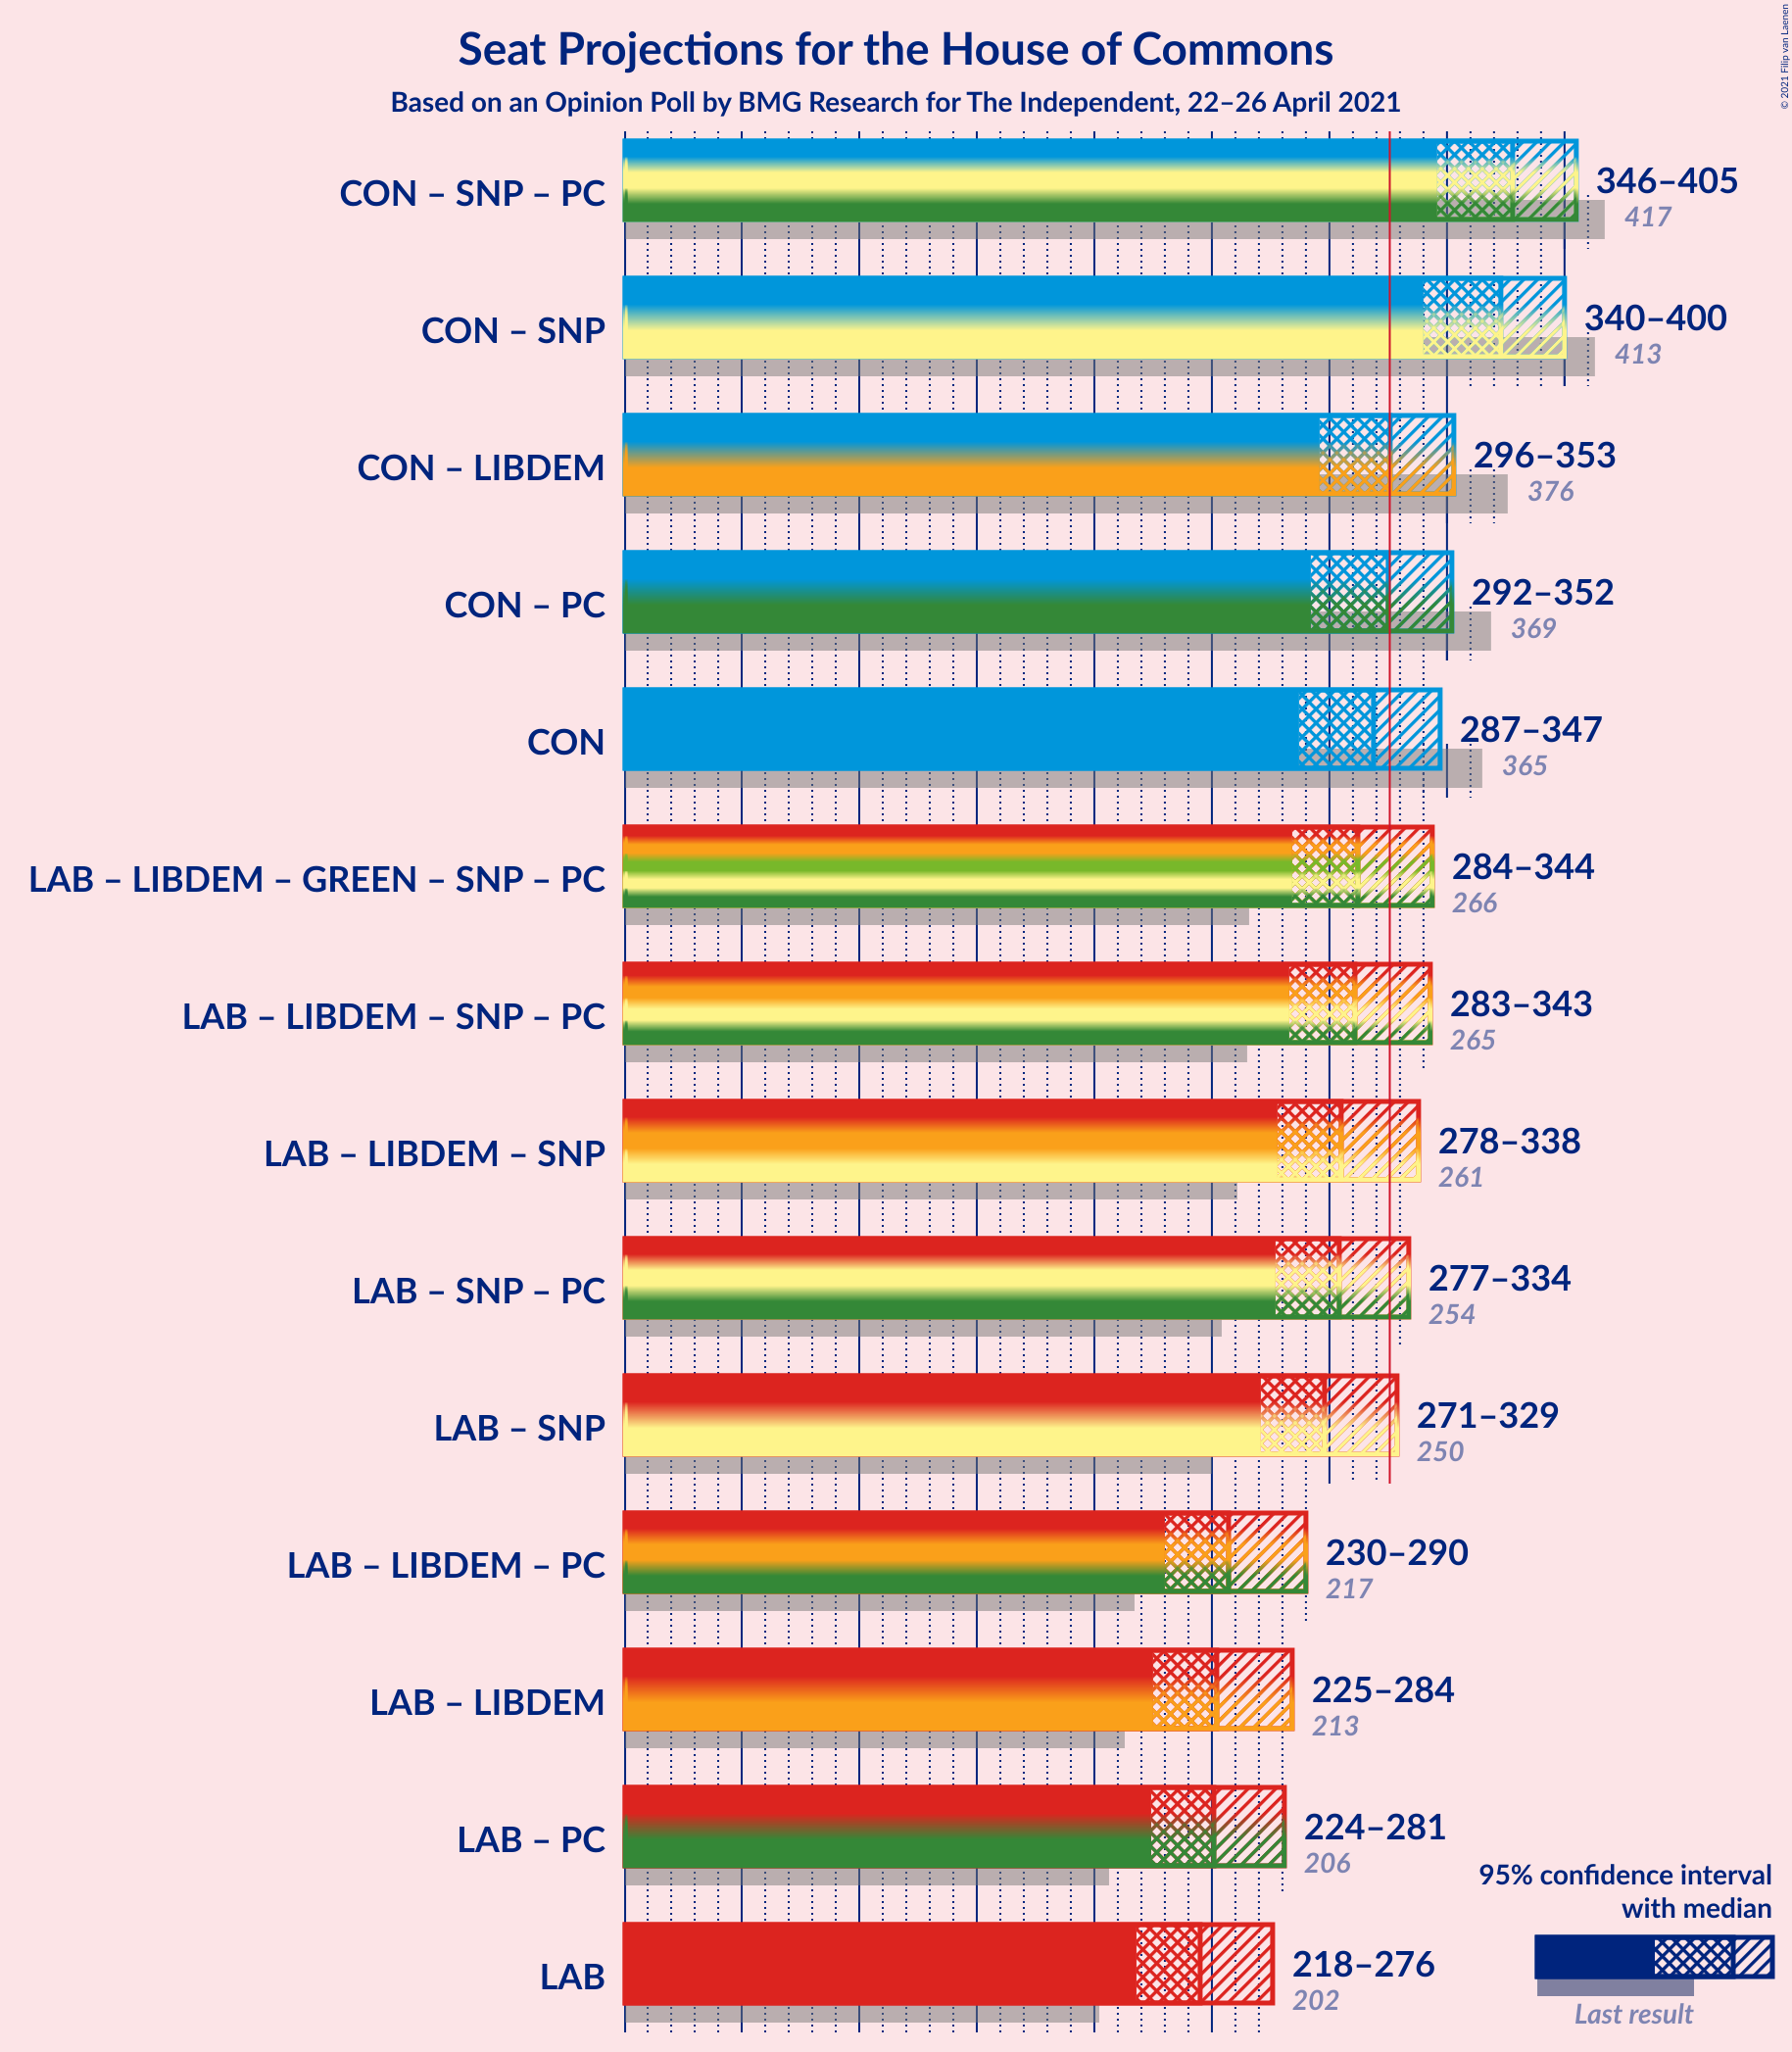 Seat Projections for the House of Commons
Based on an Opinion Poll by BMG Research for The Independent, 22–26 April 2021
© 2021 Filip van Laenen
CON – SNP – PC
346–405
417
CON – SNP
340–400
413
CON – LIBDEM
296–353
376
CON – PC
292–352
369
CON
287–347
365
LAB – LIBDEM – GREEN – SNP – PC
284–344
266
LAB – LIBDEM – SNP – PC
283–343
265
LAB – LIBDEM – SNP
278–338
261
LAB – SNP – PC
277–334
254
LAB – SNP
271–329
250
LAB – LIBDEM – PC
230–290
217
LAB – LIBDEM
225–284
213
LAB – PC
224–281
206
LAB
218–276
202
95% confidence interval
with median
Last result